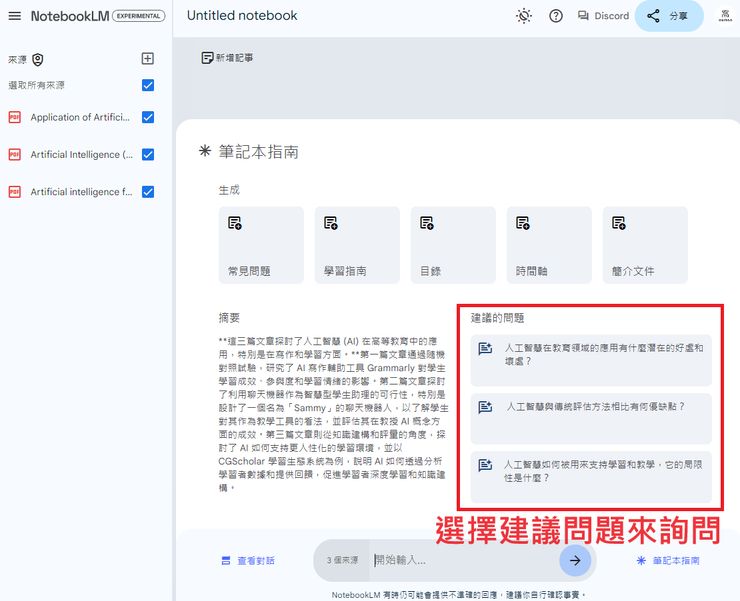 NotebookLM EXPERIMENTAL
Untitled notebook
Discord
分享
來源
選取所有來源
Application of Artifici...
Artificial Intelligence (...
Artificial intelligence f...
新增記事
筆記本指南
生成
常見問題
學習指南
目錄
時間軸
簡介文件
摘要
**這三篇文章探討了人工智慧 (AI) 在高等教育中的應
用，特別是在寫作和學習方面。**第一篇文章通過隨機
對照試驗，研究了 AI 寫作輔助工具 Grammarly 對學生
學習成效、參與度和學習情緒的影響。第二篇文章探討
了利用聊天機器人作為智慧型學生助理的可行性，特別是
設計了一個名為「Sammy」的聊天機器人，以了解學生
對其作為教學工具的看法，並評估其在教授 AI 概念方
面的成效。第三篇文章則從知識建構和評量的角度，探
討了 AI 如何支持更人性化的學習環境，並以
CGScholar 學習生態系統為例，說明 AI 如何透過分析
學習者數據和提供回饋，促進學習者深度學習和知識建
構。
建議的問題
人工智慧在教育領域的應用有什麼潛在的好處和
壞處？
人工智慧與傳統評估方法相比有何優缺點？
人工智慧如何被用來支持學習和教學，它的局限
性是什麼？
選擇建議問題來詢問
查看對話
3 個來源
開始輸入...
筆記本指南
NotebookLM 有時仍可能會提供不準確的回應，建議你自行確認事實。